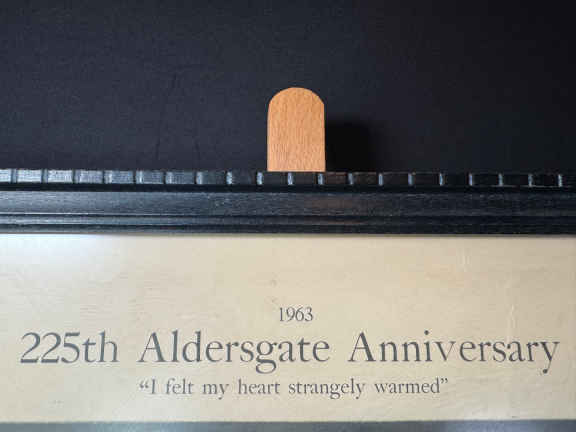 1963
225th Aldersgate Anniversary
“I felt my heart strangely warmed”